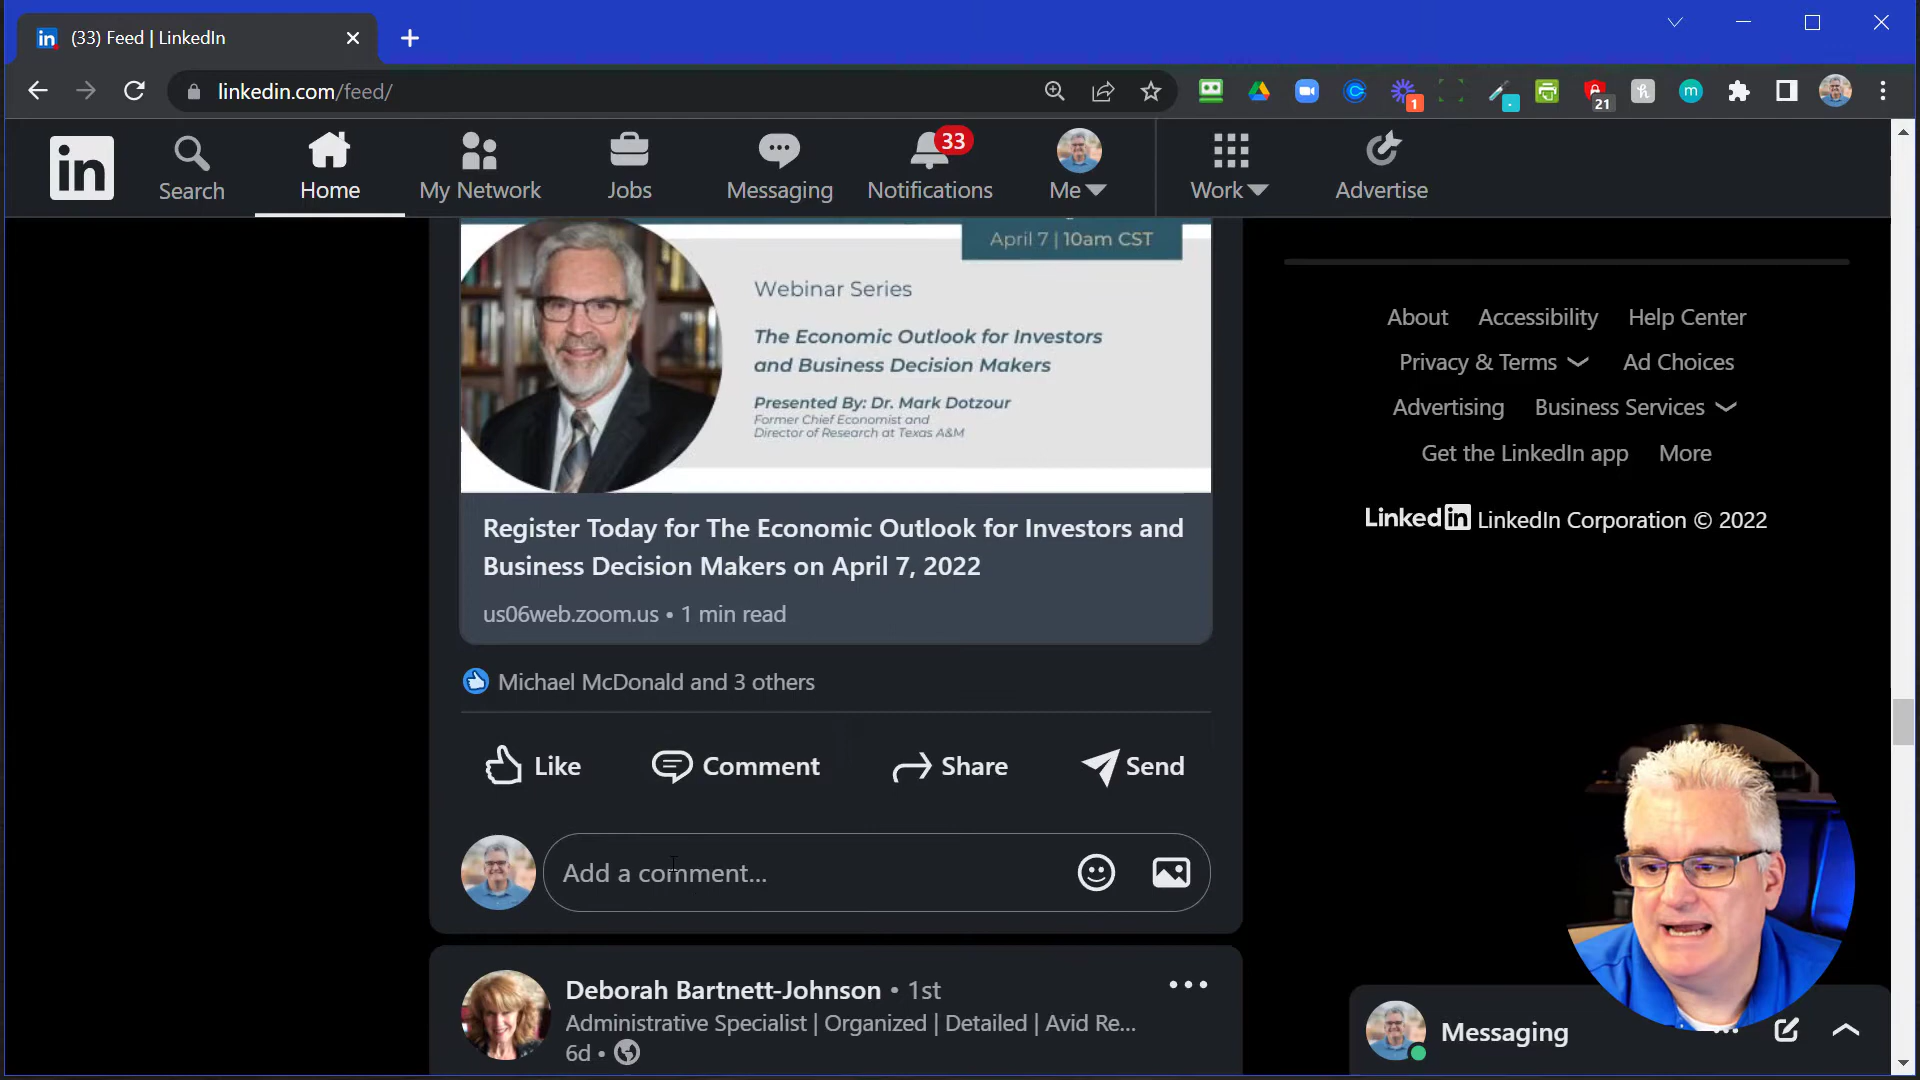 (33) Feed | LinkedIn
linkedin.com/feed/
1
21
in
Search
Home
My Network
Jobs
Messaging
33
Notifications
Me
Work
Advertise
April 7 | 10am CST
Webinar Series
The Economic Outlook for Investors
and Business Decision Makers
Presented By: Dr. Mark Dotzour
Former Chief Economist and
Director of Research at Texas A&M
Register Today for The Economic Outlook for Investors and
Business Decision Makers on April 7, 2022
us06web.zoom.us • 1 min read
Michael McDonald and 3 others
Like
Comment
Share
Send
Add a comment...
Deborah Bartnett-Johnson • 1st
Administrative Specialist | Organized | Detailed | Avid Re...
6d •
About Accessibility Help Center
Privacy & Terms Ad Choices
Advertising Business Services
Get the LinkedIn app More
LinkedIn LinkedIn Corporation © 2022
Messaging